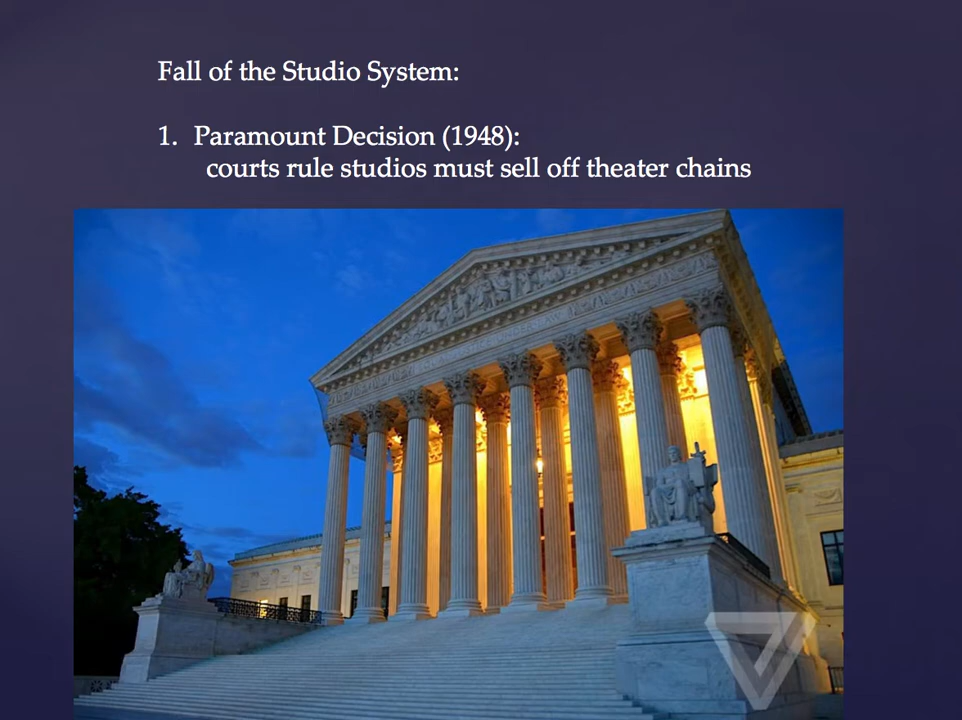 Fall of the Studio System:
1. Paramount Decision (1948):
courts rule studios must sell off theater chains